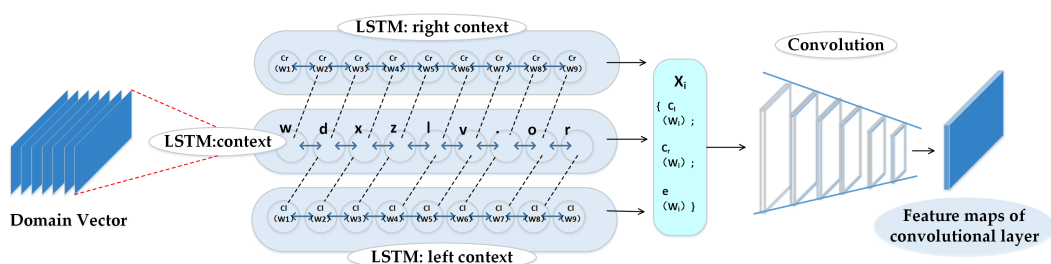 LSTM: right context
Cr Cr Cr Cr Cr Cr Cr Cr Cr
(W1) (W2) (W3) (W4) (W5) (W6) (W7) (W8) (W9)
LSTM:context
w d x z l v . o r
Cl Cl Cl Cl Cl Cl Cl Cl Cl
(W1) (W2) (W3) (W4) (W5) (W6) (W7) (W8) (W9)
LSTM: left context
Domain Vector
Xi
{ Cl
(Wi) ;
Cr
(Wi) ;
e
(Wi) }
Convolution
Feature maps of
convolutional layer